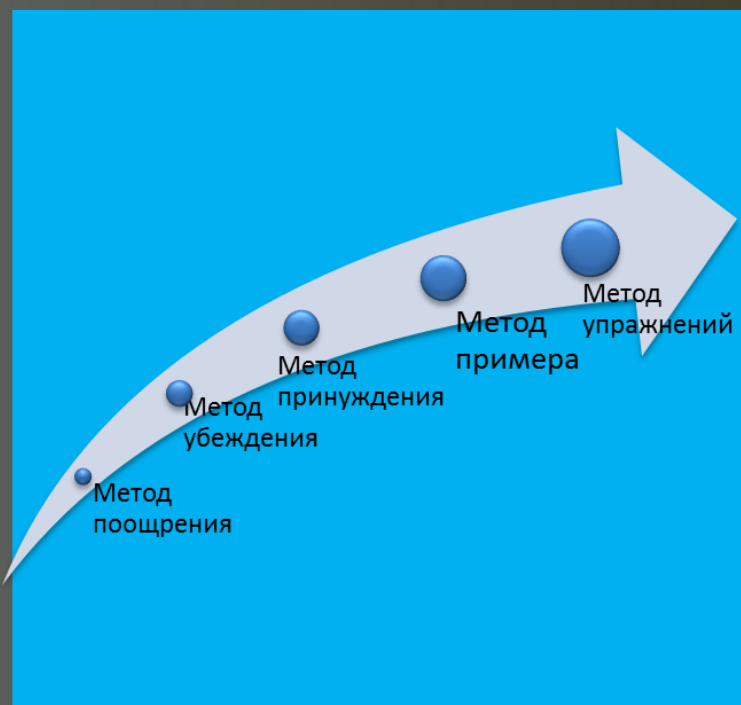 Метод
упражнений
Метод
примера
Метод
принуждения
Метод
убеждения
Метод
поощрения